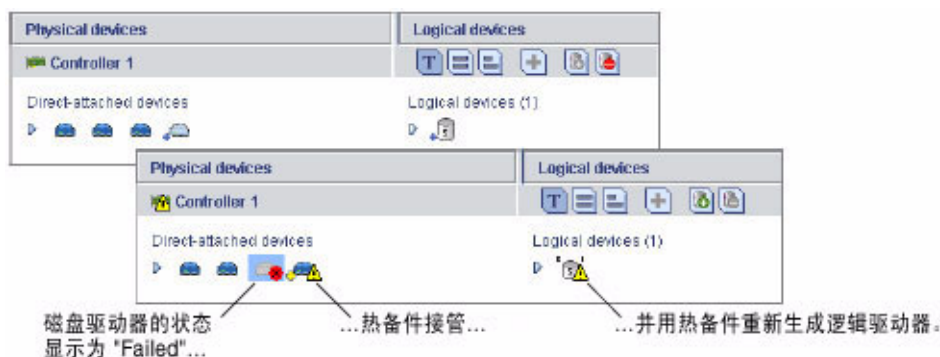 Physical devices
Logical devices
Controller 1
T
Direct-attached devices
Logical devices (1)
5
Physical devices
Logical devices
Controller 1
T
Direct-attached devices
Logical devices (1)
5
磁盘驱动器的状态
显示为 "Failed"...
...热备件接管...
...并用热备件重新生成逻辑驱动器。